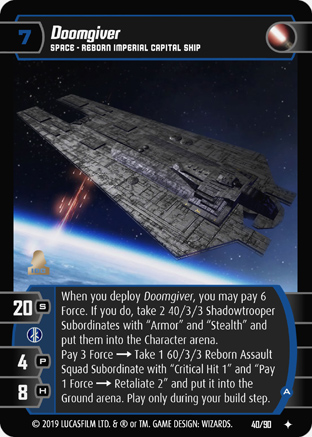 7
Doomgiver
SPACE - REBORN IMPERIAL CAPITAL SHIP
20 S
4 P
8 H
When you deploy Doomgiver, you may pay 6
Force. If you do, take 2 40/3/3 Shadowtrooper
Subordinates with "Armor" and "Stealth" and
put them into the Character arena.
Pay 3 Force → Take 1 60/3/3 Reborn Assault
Squad Subordinate with "Critical Hit 1" and "Pay
1 Force → Retaliate 2" and put it into the
Ground arena. Play only during your build step.
A
© 2019 LUCASFILM LTD. & ® or TM. GAME DESIGN: WIZARDS.
40/90